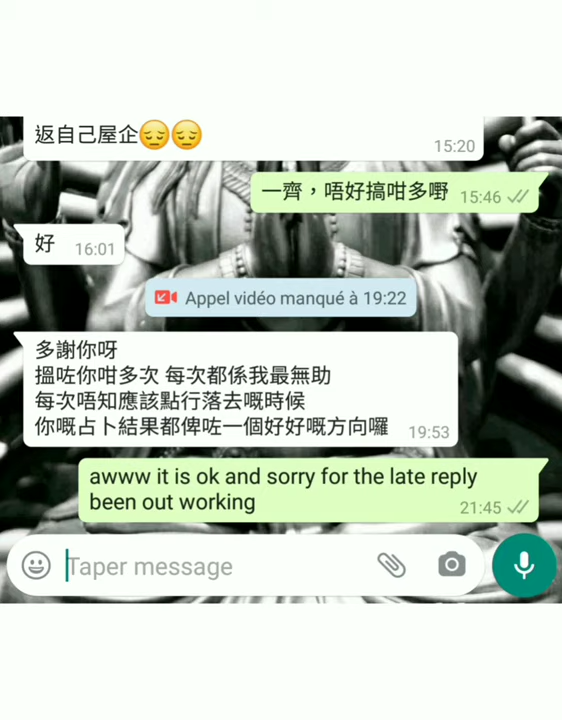 返自己屋企😔😔
15:20
一齊，唔好搞咁多嘢 15:46
好 16:01
Appel vidéo manqué à 19:22
多謝你呀
搵咗你咁多次 每次都係我最無助
每次唔知應該點行落去嘅時候
你嘅占卜結果都俾咗一個好好嘅方向囉 19:53
awww it is ok and sorry for the late reply
been out working 21:45
Taper message